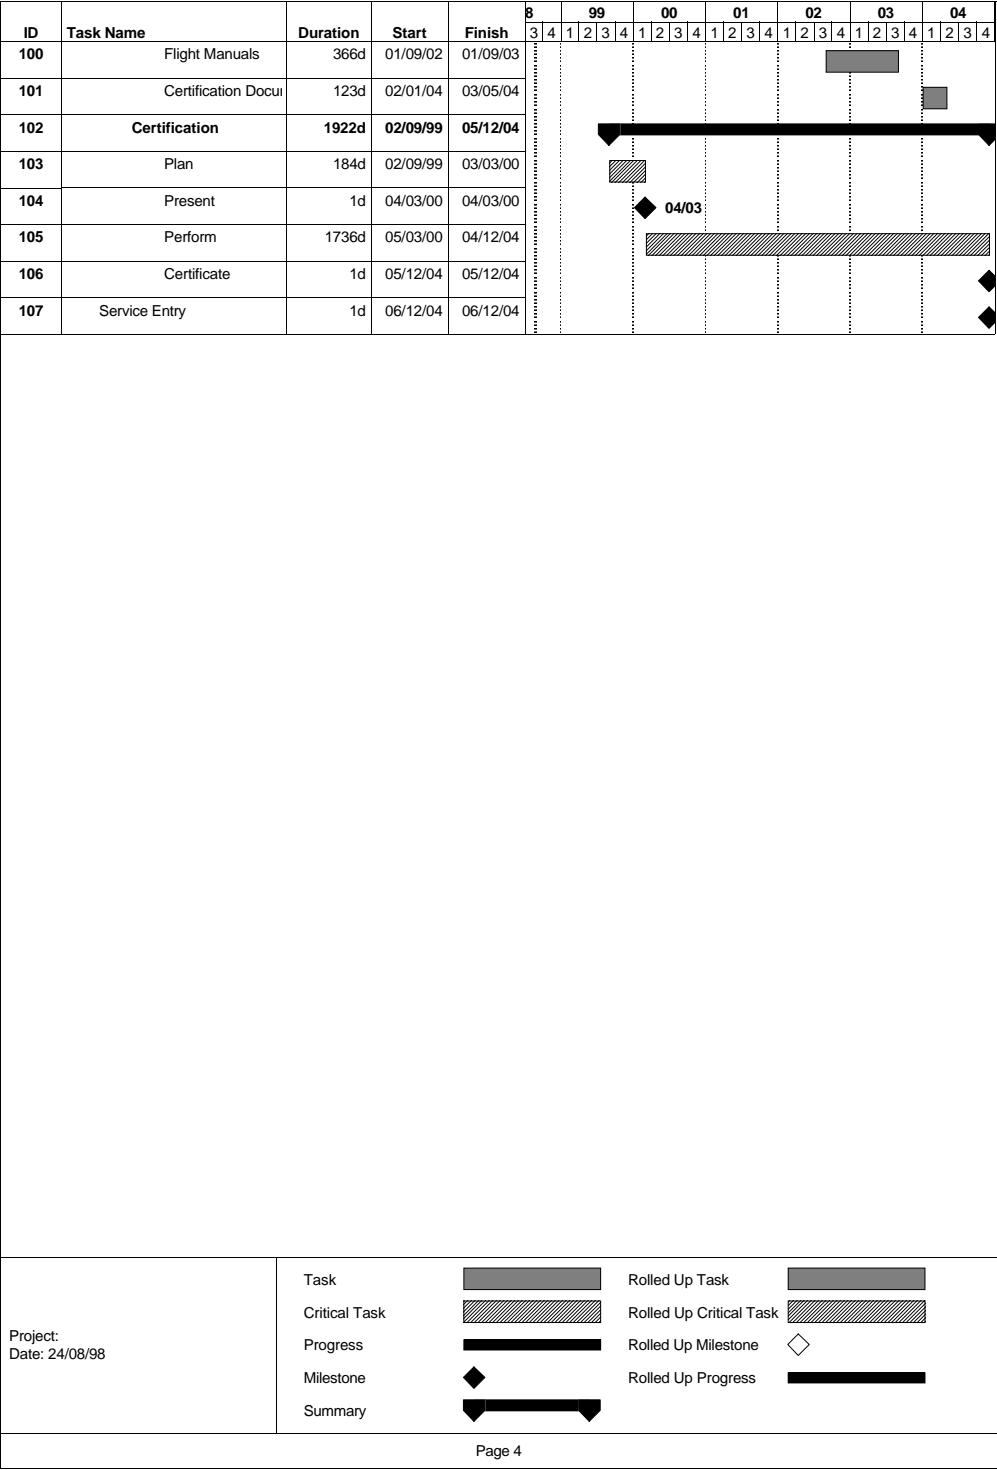 8 99 00 01 02 03 04
ID Task Name Duration Start Finish 3 4 1 2 3 4 1 2 3 4 1 2 3 4 1 2 3 4 1 2 3 4 1 2 3 4
100 Flight Manuals 366d 01/09/02 01/09/03
101 Certification Docu 123d 02/01/04 03/05/04
102 Certification 1922d 02/09/99 05/12/04
103 Plan 184d 02/09/99 03/03/00
104 Present 1d 04/03/00 04/03/00 04/03
105 Perform 1736d 05/03/00 04/12/04
106 Certificate 1d 05/12/04 05/12/04
107 Service Entry 1d 06/12/04 06/12/04
Project:
Date: 24/08/98
Task
Critical Task
Progress
Milestone
Summary
Rolled Up Task
Rolled Up Critical Task
Rolled Up Milestone
Rolled Up Progress
Page 4